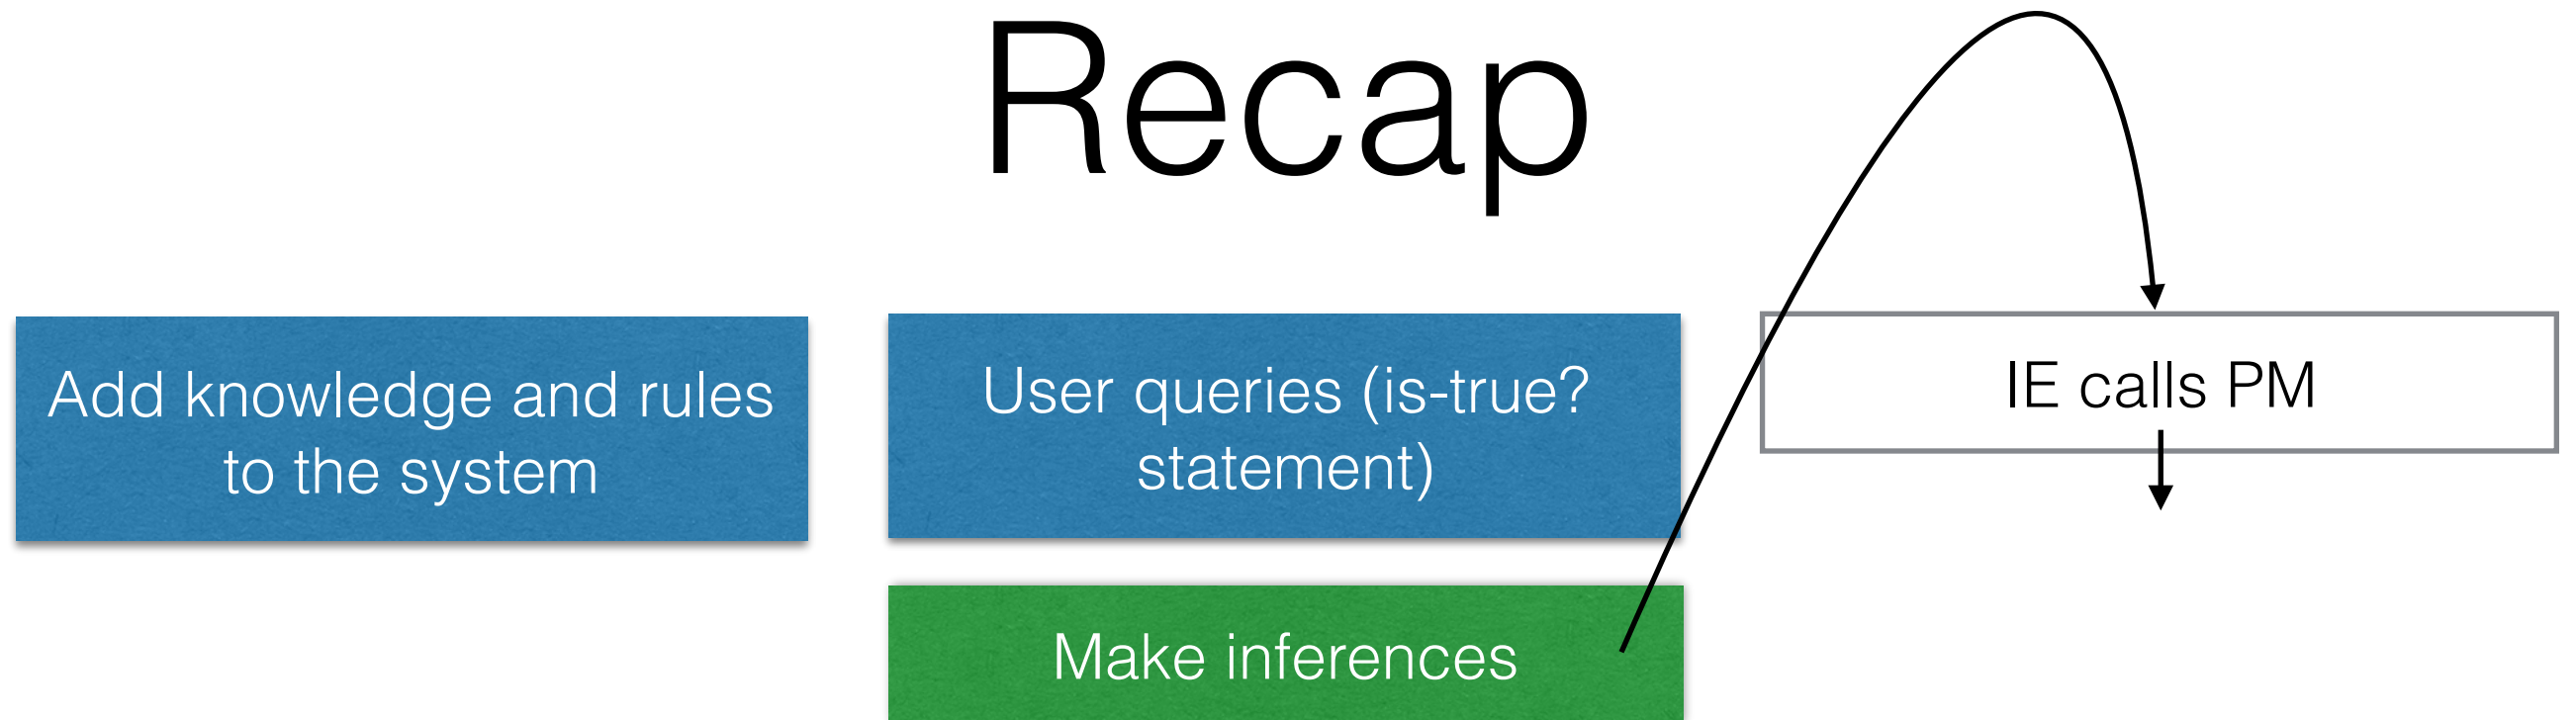 Recap
Add knowledge and rules
to the system
User queries (is-true?
statement)
IE calls PM
Make inferences